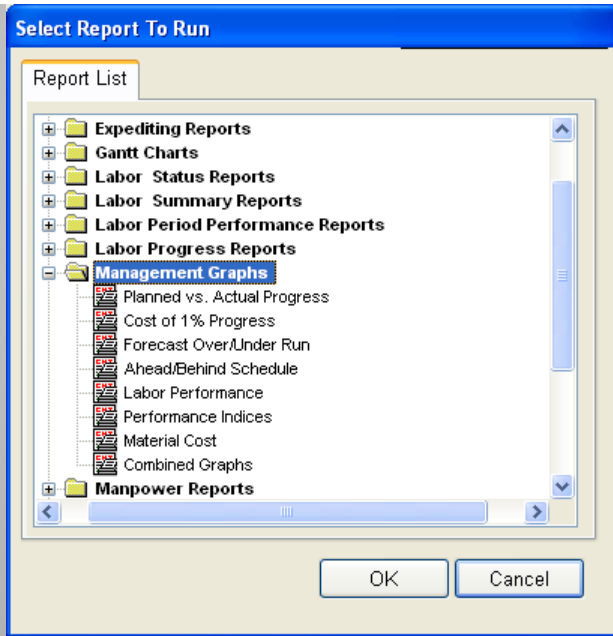 Select Report To Run
Report List
Expediting Reports
Gantt Charts
Labor Status Reports
Labor Summary Reports
Labor Period Performance Reports
Labor Progress Reports
Management Graphs
Planned vs. Actual Progress
Cost of 1% Progress
Forecast Over/Under Run
Ahead/Behind Schedule
Labor Performance
Performance Indices
Material Cost
Combined Graphs
Manpower Reports
OK Cancel